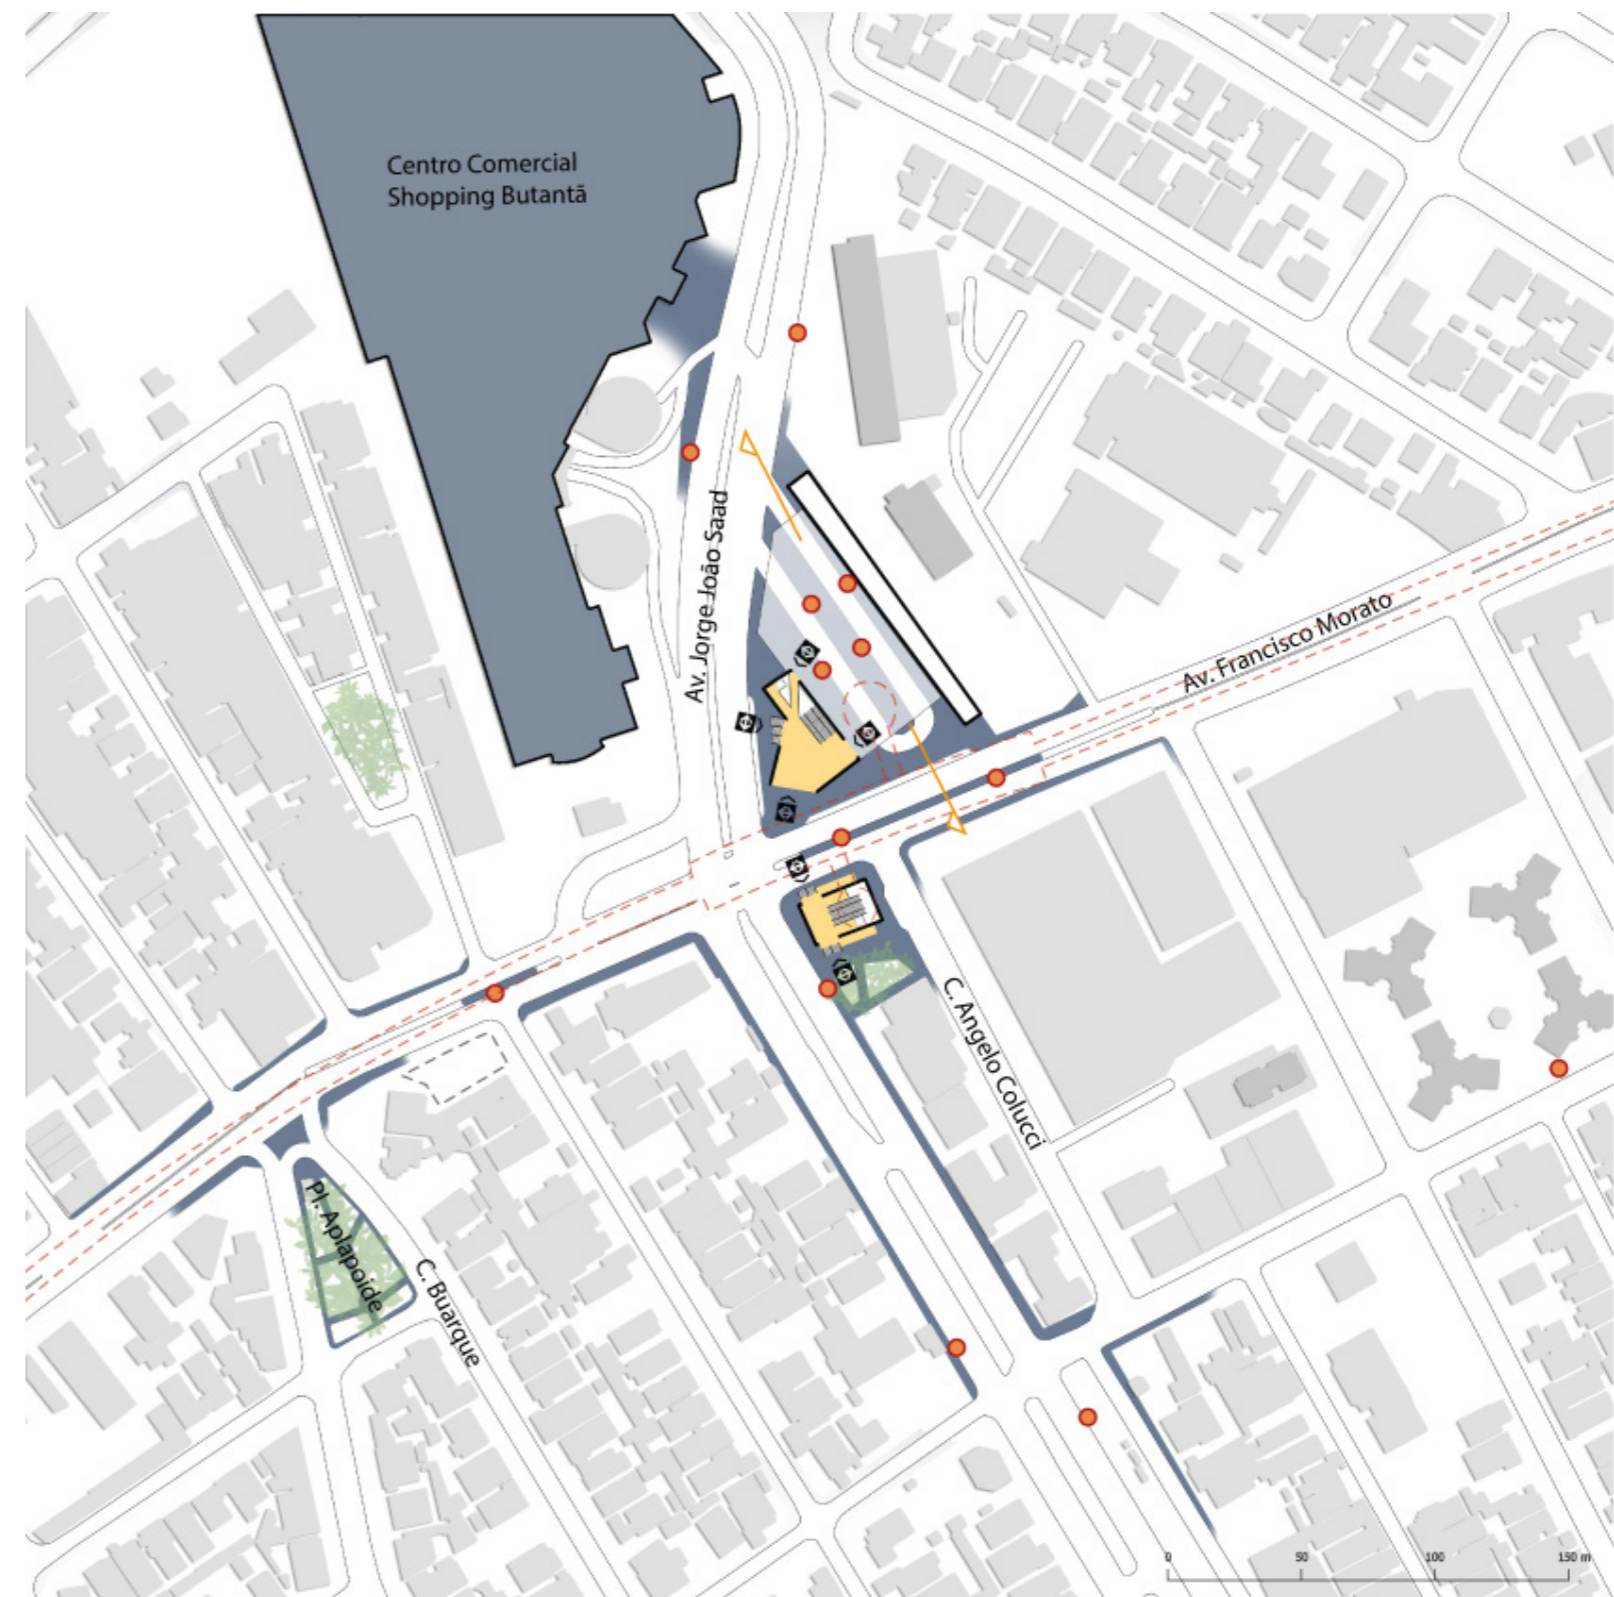 Centro Comercial
Shopping Butantã
Av. Jorge João Saad
Av. Francisco Morato
C. Angelo Colucci
Pl. Aplapoide
C. Buarque
0 50 100 150 m